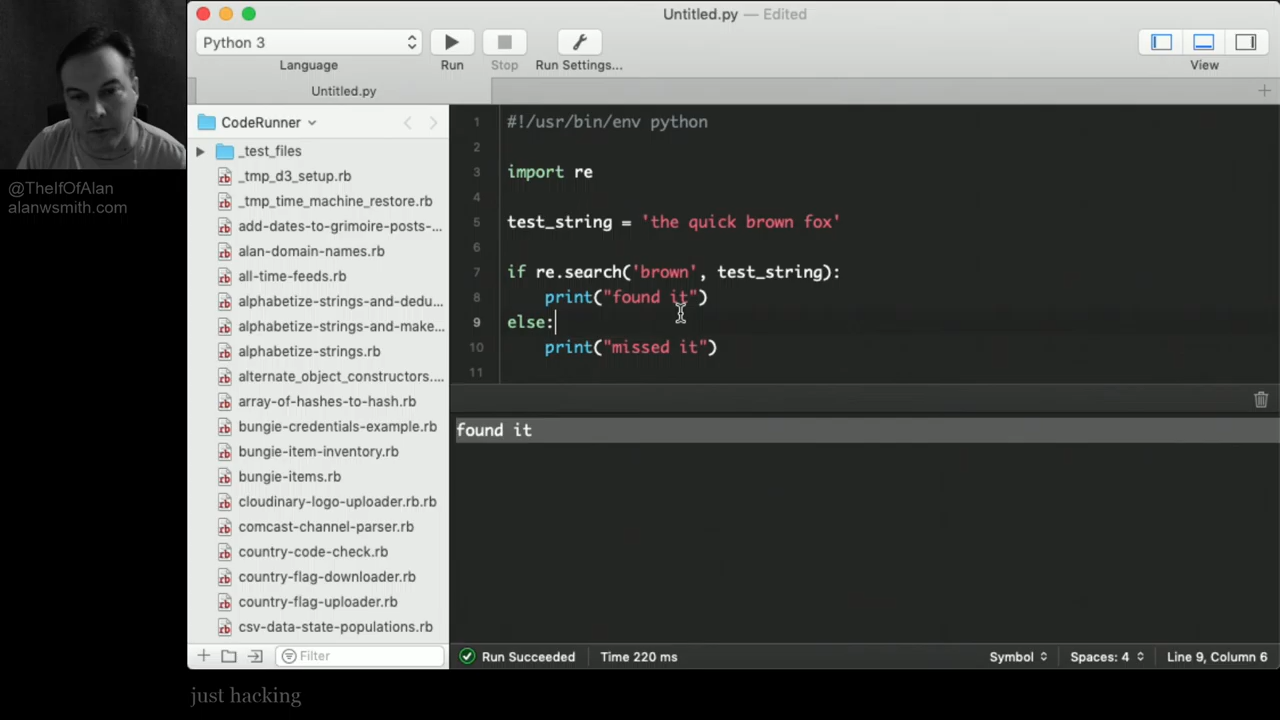 Untitled.py — Edited
Python 3
Language
Run
Stop
Run Settings...
View
Untitled.py
@TheIfOfAlan
alanwsmith.com
CodeRunner
_test_files
_tmp_d3_setup.rb
_tmp_time_machine_restore.rb
add-dates-to-grimoire-posts-...
alan-domain-names.rb
all-time-feeds.rb
alphabetize-strings-and-dedu...
alphabetize-strings-and-make...
alphabetize-strings.rb
alternate_object_constructors....
array-of-hashes-to-hash.rb
bungie-credentials-example.rb
bungie-item-inventory.rb
bungie-items.rb
cloudinary-logo-uploader.rb.rb
comcast-channel-parser.rb
country-code-check.rb
country-flag-downloader.rb
country-flag-uploader.rb
csv-data-state-populations.rb
Filter
1 #!/usr/bin/env python
2
3 import re
4
5 test_string = 'the quick brown fox'
6
7 if re.search('brown', test_string):
8 print("found it")
9 else:
10 print("missed it")
11
found it
Run Succeeded
Time 220 ms
Symbol
Spaces: 4
Line 9, Column 6
just hacking